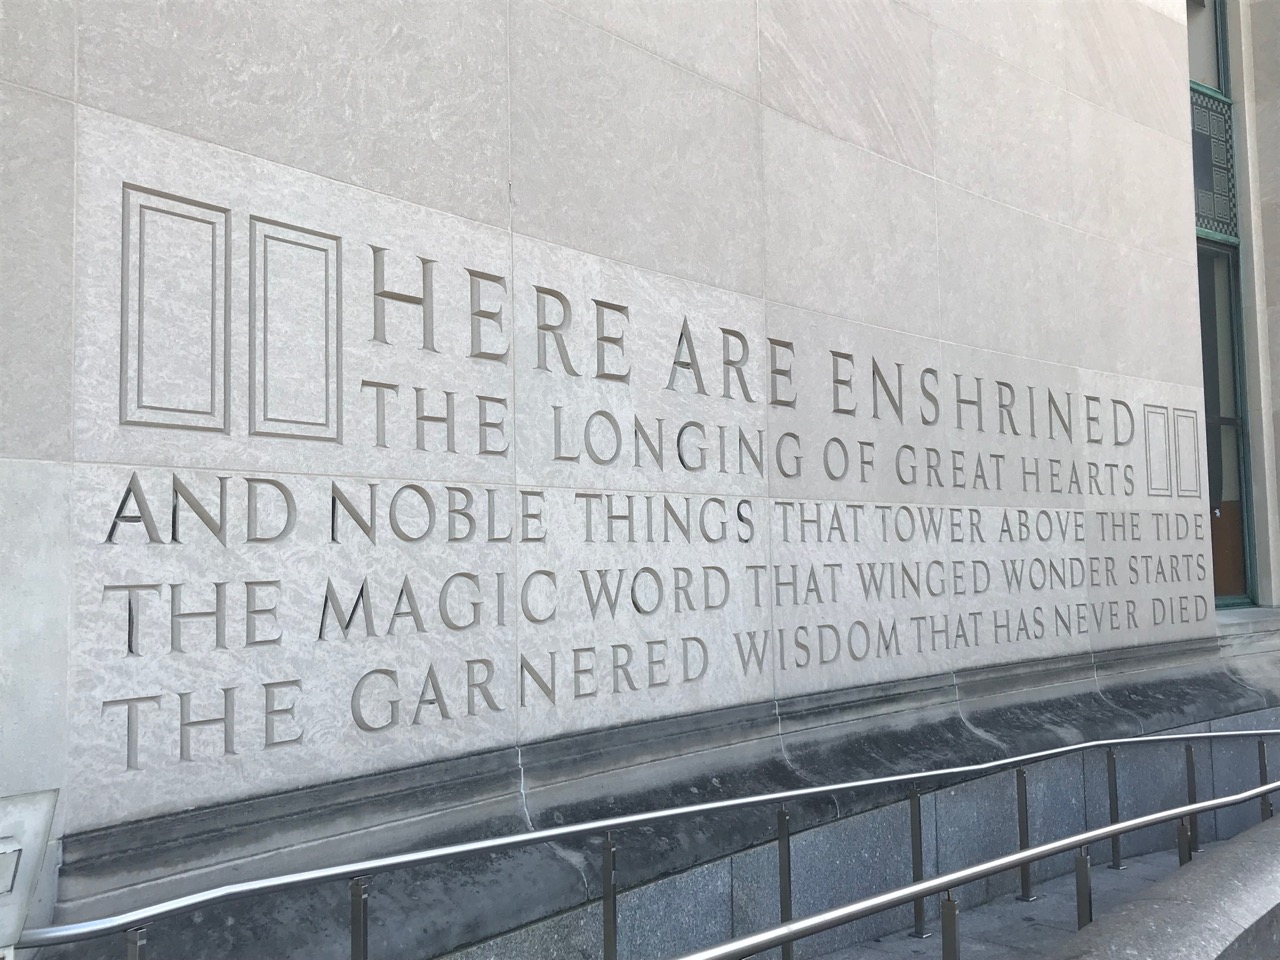 HERE ARE ENSHRINED
THE LONGING OF GREAT HEARTS
AND NOBLE THINGS THAT TOWER ABOVE THE TIDE
THE MAGIC WORD THAT WINGED WONDER STARTS
THE GARNERED WISDOM THAT HAS NEVER DIED